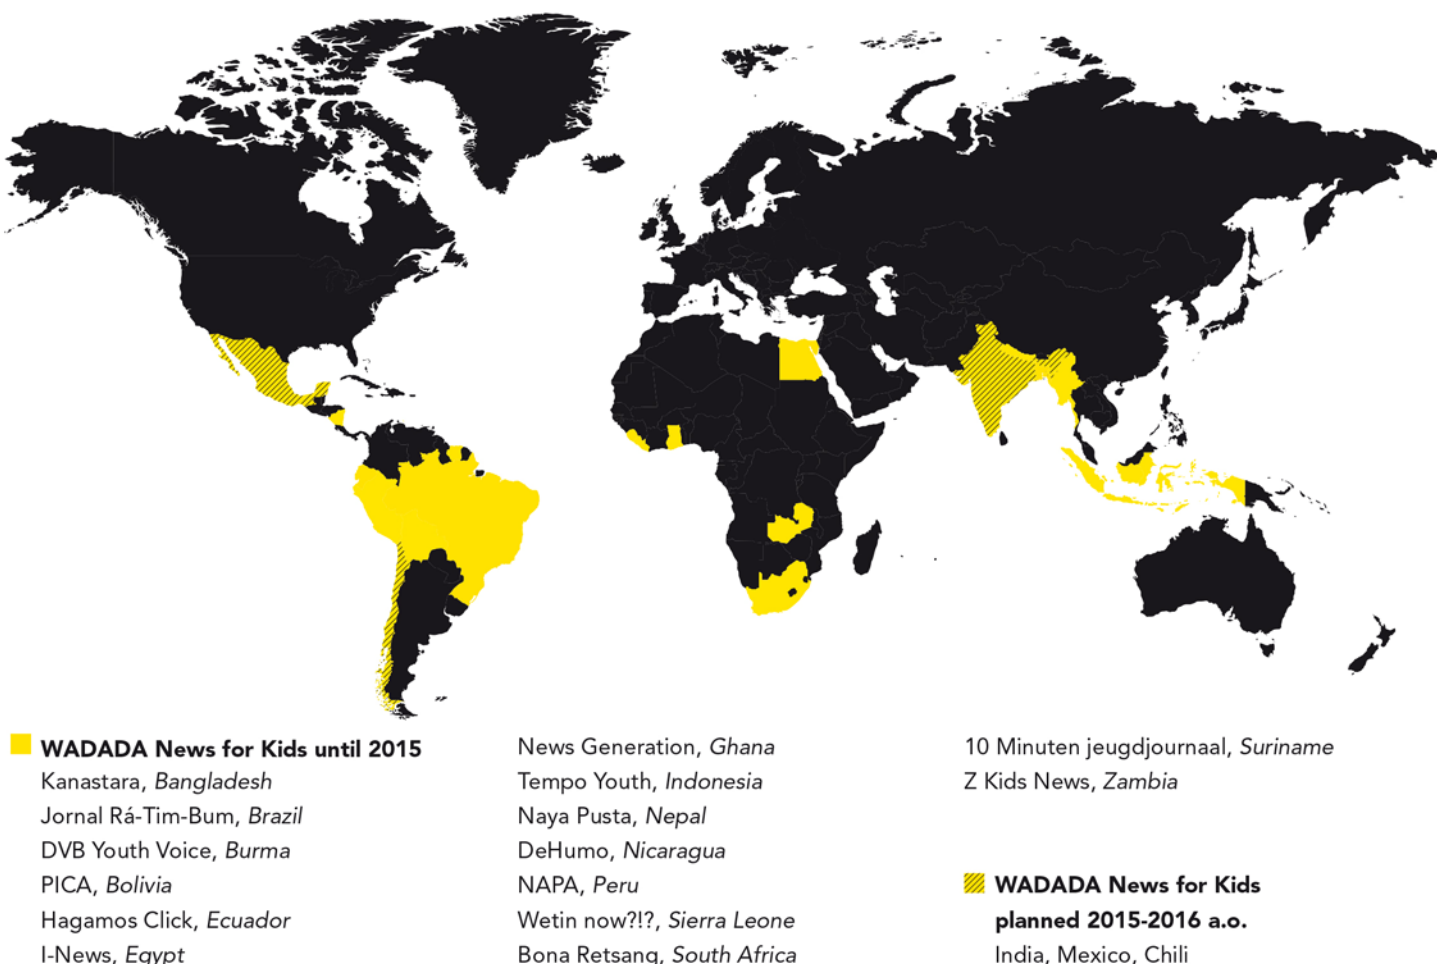 WADADA News for Kids until 2015
Kanastara, Bangladesh
Jornal Rá-Tim-Bum, Brazil
DVB Youth Voice, Burma
PICA, Bolivia
Hagamos Click, Ecuador
I-News, Egypt
News Generation, Ghana
Tempo Youth, Indonesia
Naya Pusta, Nepal
DeHumo, Nicaragua
NAPA, Peru
Wetin now?!?, Sierra Leone
Bona Retsang, South Africa
10 Minuten jeugdjournaal, Suriname
Z Kids News, Zambia
WADADA News for Kids
planned 2015-2016 a.o.
India, Mexico, Chili